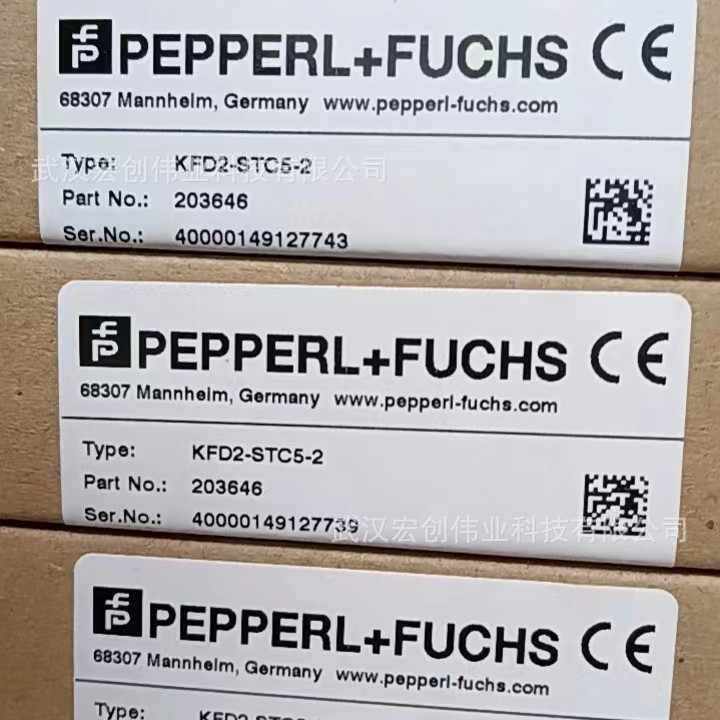 PEPPERL+FUCHS CE
68307 Mannheim, Germany www.pepperl-fuchs.com
Type: KFD2-STC5-2
武汉宏创伟业科技有限公司
Part No.: 203646
Ser.No.: 40000149127743
PEPPERL+FUCHS CE
68307 Mannheim, Germany www.pepperl-fuchs.com
Type: KFD2-STC5-2
Part No.: 203646
Ser.No.: 40000149127739
武汉宏创伟业科技有限公司
PEPPERL+FUCHS CE
68307 Mannheim, Germany www.pepperl-fuchs.com
Type: KFD2-STC5-2